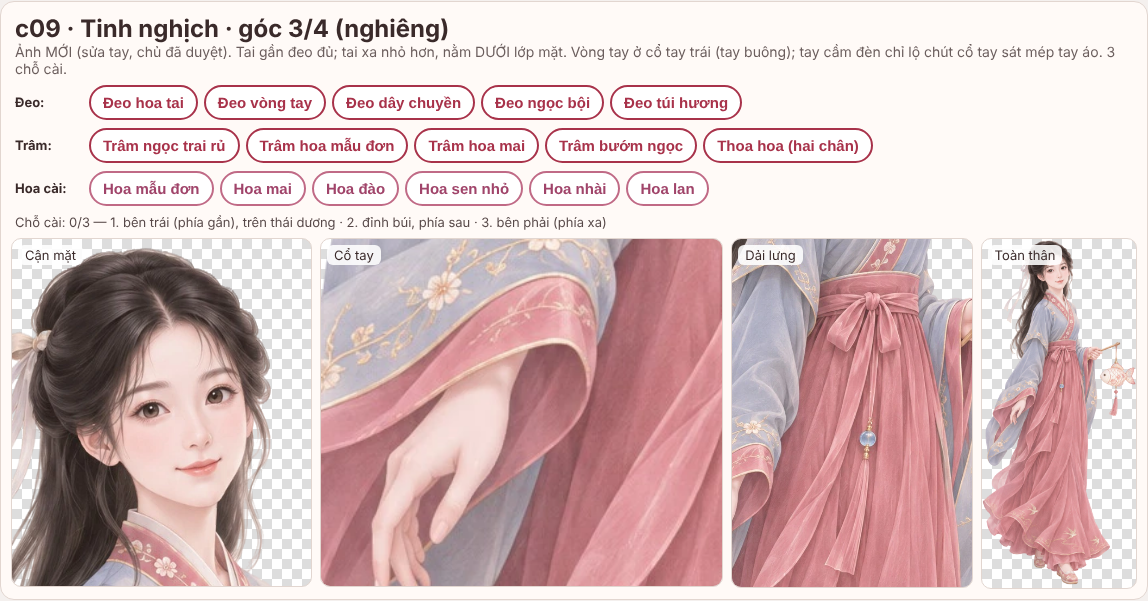 c09 · Tinh nghịch · góc 3/4 (nghiêng)
Ảnh MỚI (sửa tay, chủ đã duyệt). Tai gần đeo đủ; tai xa nhỏ hơn, nằm DƯỚI lớp mặt. Vòng tay ở cổ tay trái (tay buông); tay cầm đèn chỉ lộ chút cổ tay sát mép tay áo. 3
chỗ cài.
Đeo: Đeo hoa tai Đeo vòng tay Đeo dây chuyền Đeo ngọc bội Đeo túi hương
Trâm: Trâm ngọc trai rủ Trâm hoa mẫu đơn Trâm hoa mai Trâm bướm ngọc Thoa hoa (hai chân)
Hoa cài: Hoa mẫu đơn Hoa mai Hoa đào Hoa sen nhỏ Hoa nhài Hoa lan
Chỗ cài: 0/3 — 1. bên trái (phía gần), trên thái dương · 2. đỉnh búi, phía sau · 3. bên phải (phía xa)
Cận mặt Cổ tay Dải lưng Toàn thân